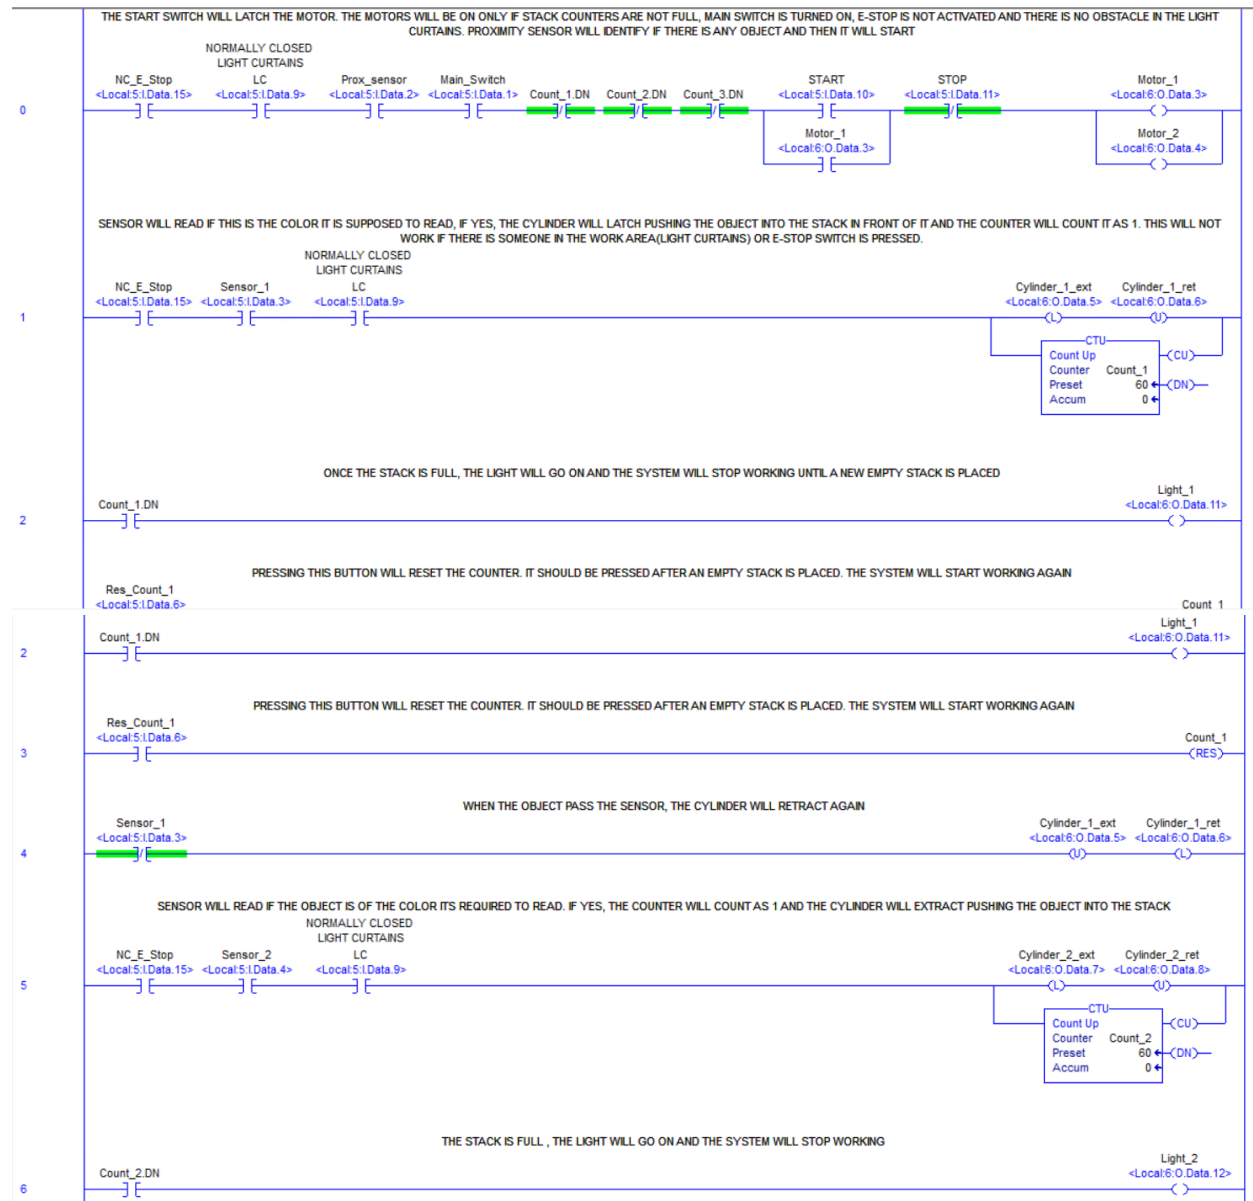 THE START SWITCH WILL LATCH THE MOTOR. THE MOTORS WILL BE ON ONLY IF STACK COUNTERS ARE NOT FULL, MAIN SWITCH IS TURNED ON, E-STOP IS NOT ACTIVATED AND THERE IS NO OBSTACLE IN THE LIGHT
CURTAINS. PROXIMITY SENSOR WILL IDENTIFY IF THERE IS ANY OBJECT AND THEN IT WILL START
NORMALLY CLOSED
LIGHT CURTAINS
NC_E_Stop LC Prox_sensor Main_Switch START STOP Motor_1
<Local:5:I.Data.15> <Local:5:I.Data.9> <Local:5:I.Data.2> <Local:5:I.Data.1> Count_1.DN Count_2.DN Count_3.DN <Local:5:I.Data.10> <Local:5:I.Data.11> <Local:6:O.Data.3>
0
Motor_1 Motor_2
<Local:6:O.Data.3> <Local:6:O.Data.4>
SENSOR WILL READ IF THIS IS THE COLOR IT IS SUPPOSED TO READ, IF YES, THE CYLINDER WILL LATCH PUSHING THE OBJECT INTO THE STACK IN FRONT OF IT AND THE COUNTER WILL COUNT IT AS 1. THIS WILL NOT
WORK IF THERE IS SOMEONE IN THE WORK AREA(LIGHT CURTAINS) OR E-STOP SWITCH IS PRESSED.
NORMALLY CLOSED
LIGHT CURTAINS
NC_E_Stop Sensor_1 LC Cylinder_1_ext Cylinder_1_ret
<Local:5:I.Data.15> <Local:5:I.Data.3> <Local:5:I.Data.9> <Local:6:O.Data.5> <Local:6:O.Data.6>
1 L U
CTU
Count Up CU
Counter Count_1
Preset 60 DN
Accum 0
ONCE THE STACK IS FULL, THE LIGHT WILL GO ON AND THE SYSTEM WILL STOP WORKING UNTIL A NEW EMPTY STACK IS PLACED
Light_1
Count_1.DN <Local:6:O.Data.11>
2
PRESSING THIS BUTTON WILL RESET THE COUNTER. IT SHOULD BE PRESSED AFTER AN EMPTY STACK IS PLACED. THE SYSTEM WILL START WORKING AGAIN
Res_Count_1
<Local:5:I.Data.6> Count_1
Light_1
Count_1.DN <Local:6:O.Data.11>
2
PRESSING THIS BUTTON WILL RESET THE COUNTER. IT SHOULD BE PRESSED AFTER AN EMPTY STACK IS PLACED. THE SYSTEM WILL START WORKING AGAIN
Res_Count_1
<Local:5:I.Data.6> Count_1
3 RES
WHEN THE OBJECT PASS THE SENSOR, THE CYLINDER WILL RETRACT AGAIN
Sensor_1 Cylinder_1_ext Cylinder_1_ret
<Local:5:I.Data.3> <Local:6:O.Data.5> <Local:6:O.Data.6>
4 U L
SENSOR WILL READ IF THE OBJECT IS OF THE COLOR ITS REQUIRED TO READ. IF YES, THE COUNTER WILL COUNT AS 1 AND THE CYLINDER WILL EXTRACT PUSHING THE OBJECT INTO THE STACK
NORMALLY CLOSED
LIGHT CURTAINS
NC_E_Stop Sensor_2 LC Cylinder_2_ext Cylinder_2_ret
<Local:5:I.Data.15> <Local:5:I.Data.4> <Local:5:I.Data.9> <Local:6:O.Data.7> <Local:6:O.Data.8>
5 L U
CTU
Count Up CU
Counter Count_2
Preset 60 DN
Accum 0
THE STACK IS FULL , THE LIGHT WILL GO ON AND THE SYSTEM WILL STOP WORKING
Light_2
Count_2.DN <Local:6:O.Data.12>
6